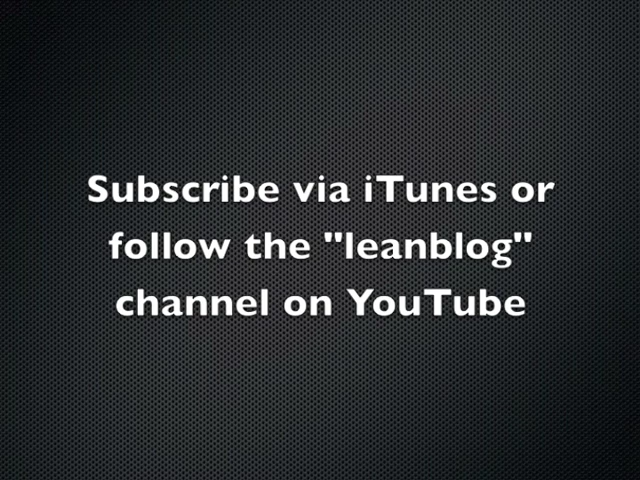 Subscribe via iTunes or
follow the "leanblog"
channel on YouTube